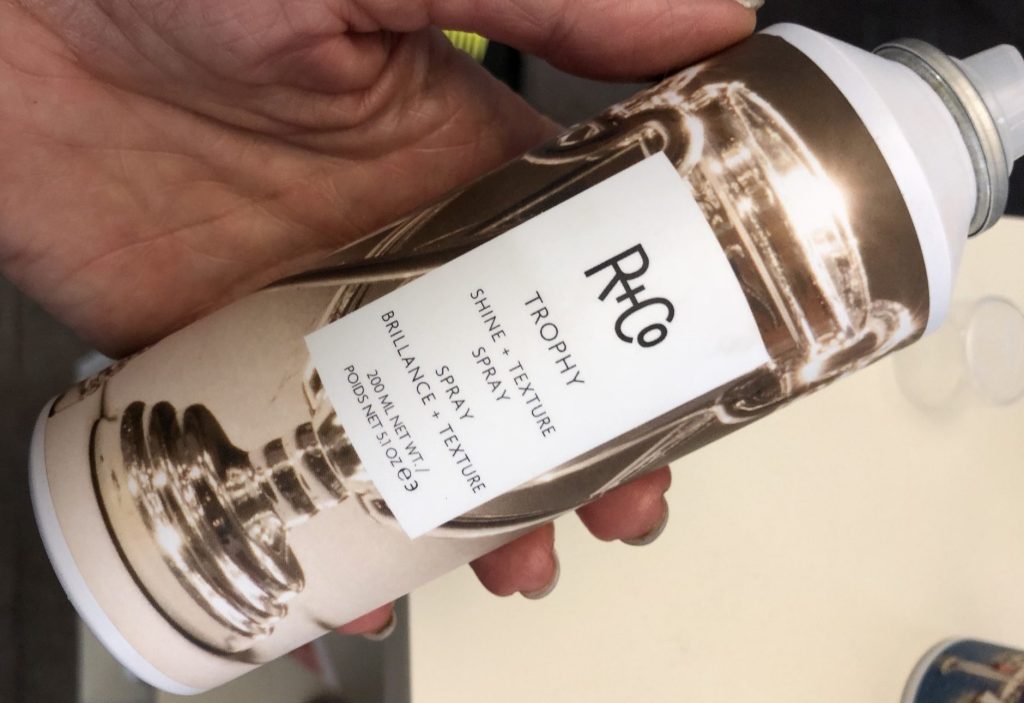 R+Co
TROPHY
SHINE + TEXTURE
SPRAY
SPRAY
BRILLANCE + TEXTURE
200 ML NET WT./
POIDS NET 5.1 OZ ℮